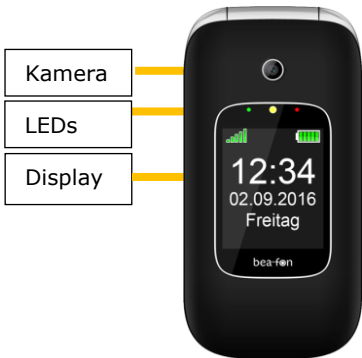 Kamera
LEDs
Display
12:34
02.09.2016
Freitag
bea-fon